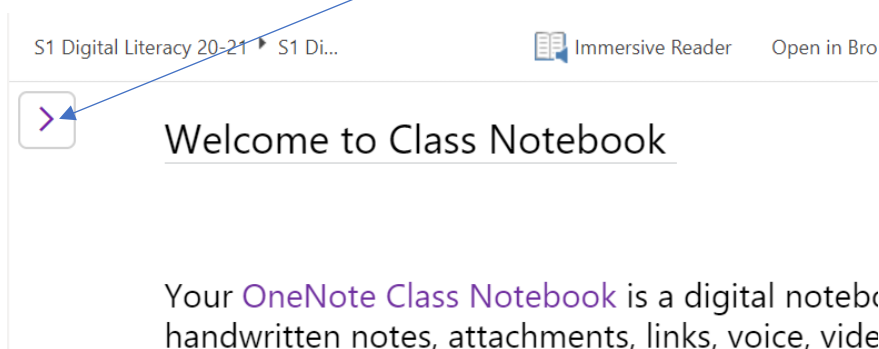 S1 Digital Literacy 20-21 ▸ S1 Di... Immersive Reader Open in Bro
Welcome to Class Notebook
Your OneNote Class Notebook is a digital notebo
handwritten notes, attachments, links, voice, vide